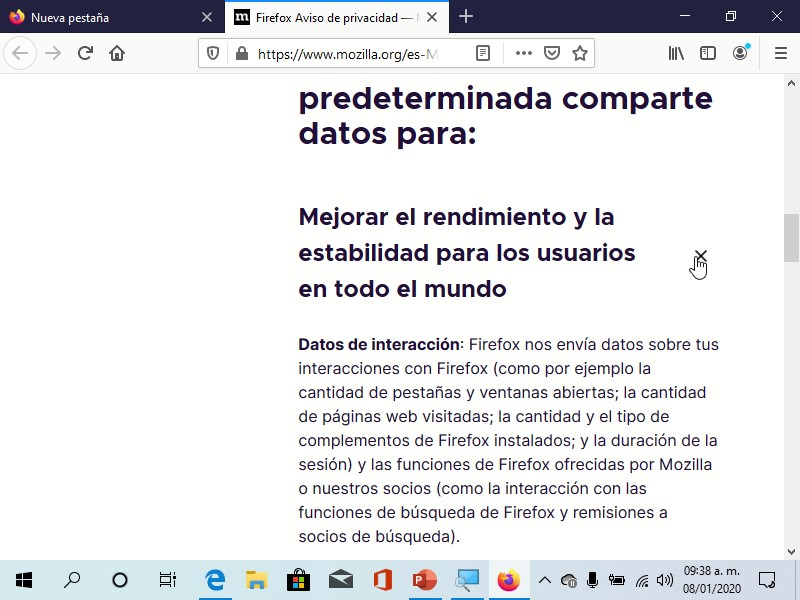 Nueva pestaña
Firefox Aviso de privacidad —
https://www.mozilla.org/es-M
predeterminada comparte
datos para:
Mejorar el rendimiento y la
estabilidad para los usuarios
en todo el mundo
Datos de interacción: Firefox nos envía datos sobre tus
interacciones con Firefox (como por ejemplo la
cantidad de pestañas y ventanas abiertas; la cantidad
de páginas web visitadas; la cantidad y el tipo de
complementos de Firefox instalados; y la duración de la
sesión) y las funciones de Firefox ofrecidas por Mozilla
o nuestros socios (como la interacción con las
funciones de búsqueda de Firefox y remisiones a
socios de búsqueda).
09:38 a. m.
08/01/2020